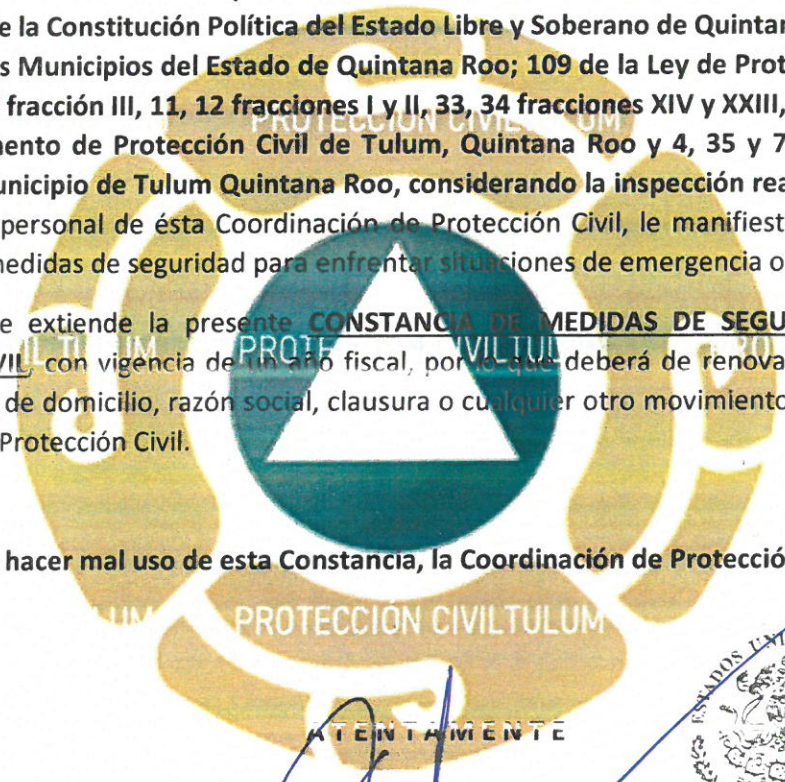 e la Constitución Política del Estado Libre y Soberano de Quintan
s Municipios del Estado de Quintana Roo; 109 de la Ley de Prot
fracción III, 11, 12 fracciones I y II, 33, 34 fracciones XIV y XXIII,
PROTECCIÓN CIVILTULUM
ento de Protección Civil de Tulum, Quintana Roo y 4, 35 y 7
unicipio de Tulum Quintana Roo, considerando la inspección rea
personal de ésta Coordinación de Protección Civil, le manifiest
medidas de seguridad para enfrentar situaciones de emergencia o
e extiende la presente CONSTANCIA DE MEDIDAS DE SEGU
VIL, con vigencia de un año fiscal, por lo que deberá de renova
de domicilio, razón social, clausura o cualquier otro movimiento
Protección Civil.
hacer mal uso de esta Constancia, la Coordinación de Protecció
PROTECCIÓN CIVILTULUM
ATENTAMENTE
ESTADOS UNI